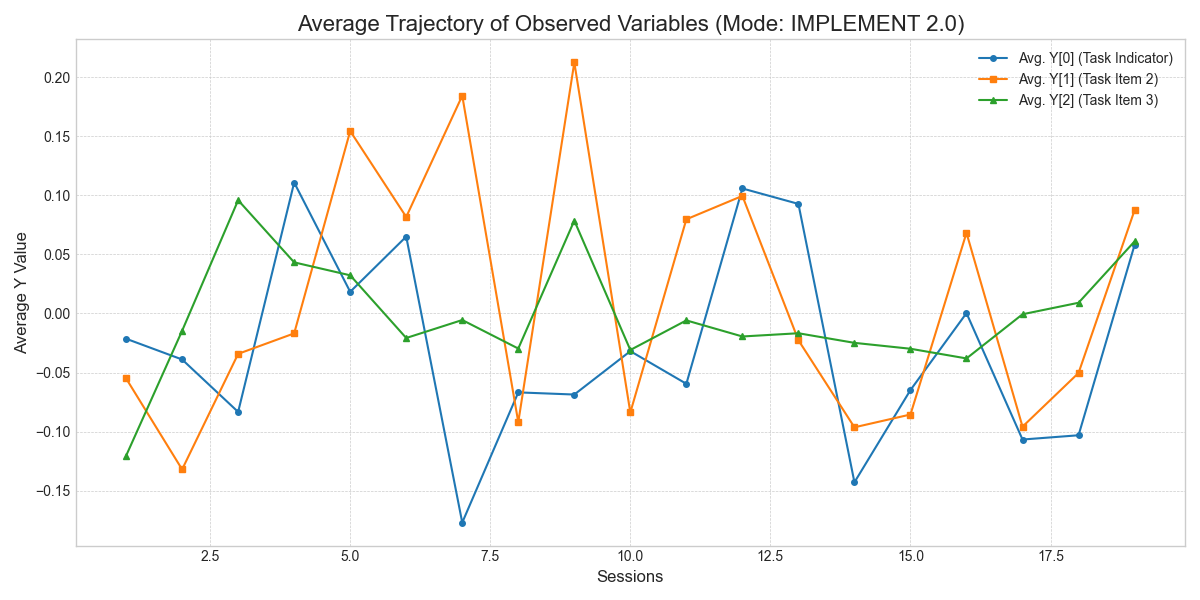 Average Trajectory of Observed Variables (Mode: IMPLEMENT 2.0)
Avg. Y[0] (Task Indicator)
Avg. Y[1] (Task Item 2)
Avg. Y[2] (Task Item 3)
Average Y Value
0.20
0.15
0.10
0.05
0.00
−0.05
−0.10
−0.15
2.5 5.0 7.5 10.0 12.5 15.0 17.5
Sessions